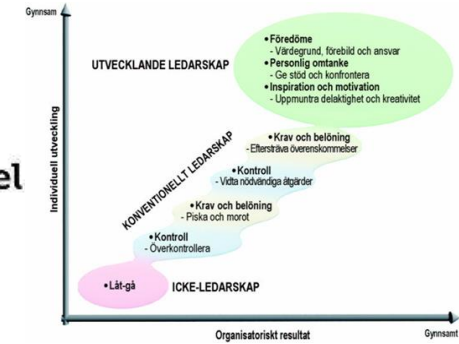 Gynnsam
UTVECKLANDE LEDARSKAP
•Föredöme
- Värdegrund, förebild och ansvar
•Personlig omtanke
- Ge stöd och konfrontera
•Inspiration och motivation
- Uppmuntra delaktighet och kreativitet
KONVENTIONELLT LEDARSKAP
•Krav och belöning
- Eftersträva överenskommelser
•Kontroll
- Vidta nödvändiga åtgärder
•Krav och belöning
- Piska och morot
•Kontroll
- Överkontrollera
•Låt-gå
ICKE-LEDARSKAP
Individuell utveckling
el
Organisatoriskt resultat
Gynnsamt